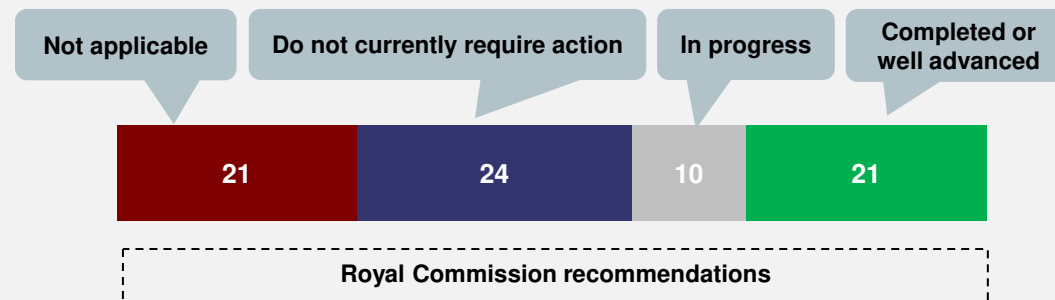 Not applicable
Do not currently require action
In progress
Completed or
well advanced
21
24
10
21
Royal Commission recommendations